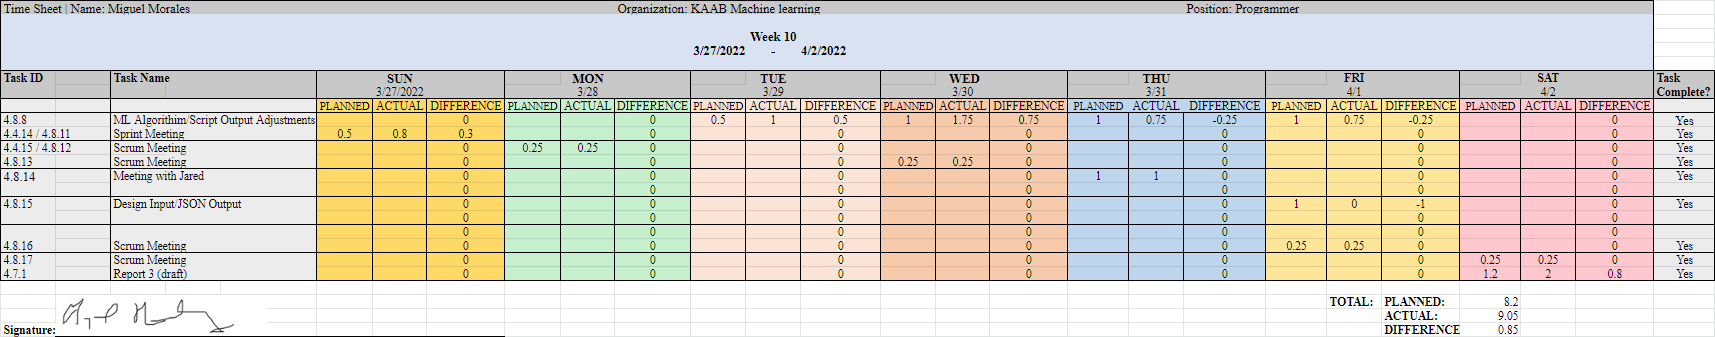 Time Sheet | Name: Miguel Morales Organization: KAAB Machine learning Position: Programmer
Week 10
3/27/2022 - 4/2/2022
Task ID Task Name SUN MON TUE WED THU FRI SAT Task
3/27/2022 3/28 3/29 3/30 3/31 4/1 4/2 Complete?
PLANNED ACTUAL DIFFERENCE PLANNED ACTUAL DIFFERENCE PLANNED ACTUAL DIFFERENCE PLANNED ACTUAL DIFFERENCE PLANNED ACTUAL DIFFERENCE PLANNED ACTUAL DIFFERENCE PLANNED ACTUAL DIFFERENCE
4.8.8 ML Algorithim/Script Output Adjustments 0 0 0.5 1 0.5 1 1.75 0.75 1 0.75 -0.25 1 0.75 -0.25 0 Yes
4.4.14 / 4.8.11 Sprint Meeting 0.5 0.8 0.3 0 0 0 0 0 0 Yes
4.4.15 / 4.8.12 Scrum Meeting 0 0.25 0.25 0 0 0 0 0 0 Yes
4.8.13 Scrum Meeting 0 0 0 0.25 0.25 0 0 0 0 Yes
4.8.14 Meeting with Jared 0 0 0 0 1 1 0 0 0 Yes
0 0 0 0 0 0 0
4.8.15 Design Input/JSON Output 0 0 0 0 0 1 0 -1 0 Yes
0 0 0 0 0 0 0
0 0 0 0 0 0 0
4.8.16 Scrum Meeting 0 0 0 0 0 0.25 0.25 0 0 Yes
4.8.17 Scrum Meeting 0 0 0 0 0 0 0.25 0.25 0 Yes
4.7.1 Report 3 (draft) 0 0 0 0 0 0 1.2 2 0.8 Yes
TOTAL: PLANNED: 8.2
ACTUAL: 9.05
Signature: DIFFERENCE 0.85